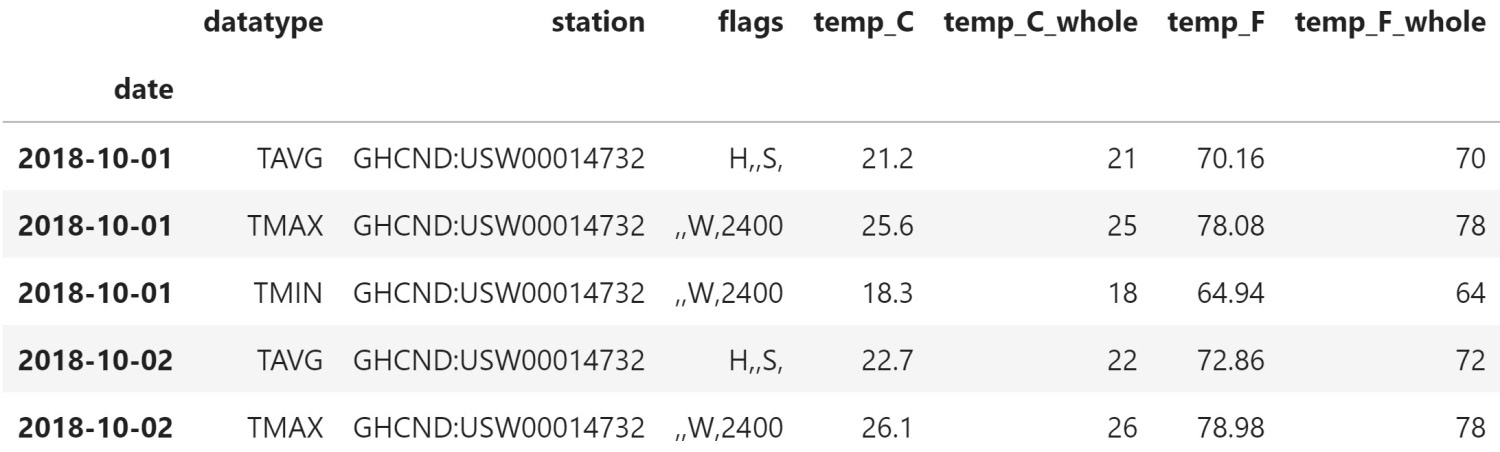 datatype station flags temp_C temp_C_whole temp_F temp_F_whole
date
2018-10-01 TAVG GHCND:USW00014732 H,,S, 21.2 21 70.16 70
2018-10-01 TMAX GHCND:USW00014732 ,,W,2400 25.6 25 78.08 78
2018-10-01 TMIN GHCND:USW00014732 ,,W,2400 18.3 18 64.94 64
2018-10-02 TAVG GHCND:USW00014732 H,,S, 22.7 22 72.86 72
2018-10-02 TMAX GHCND:USW00014732 ,,W,2400 26.1 26 78.98 78